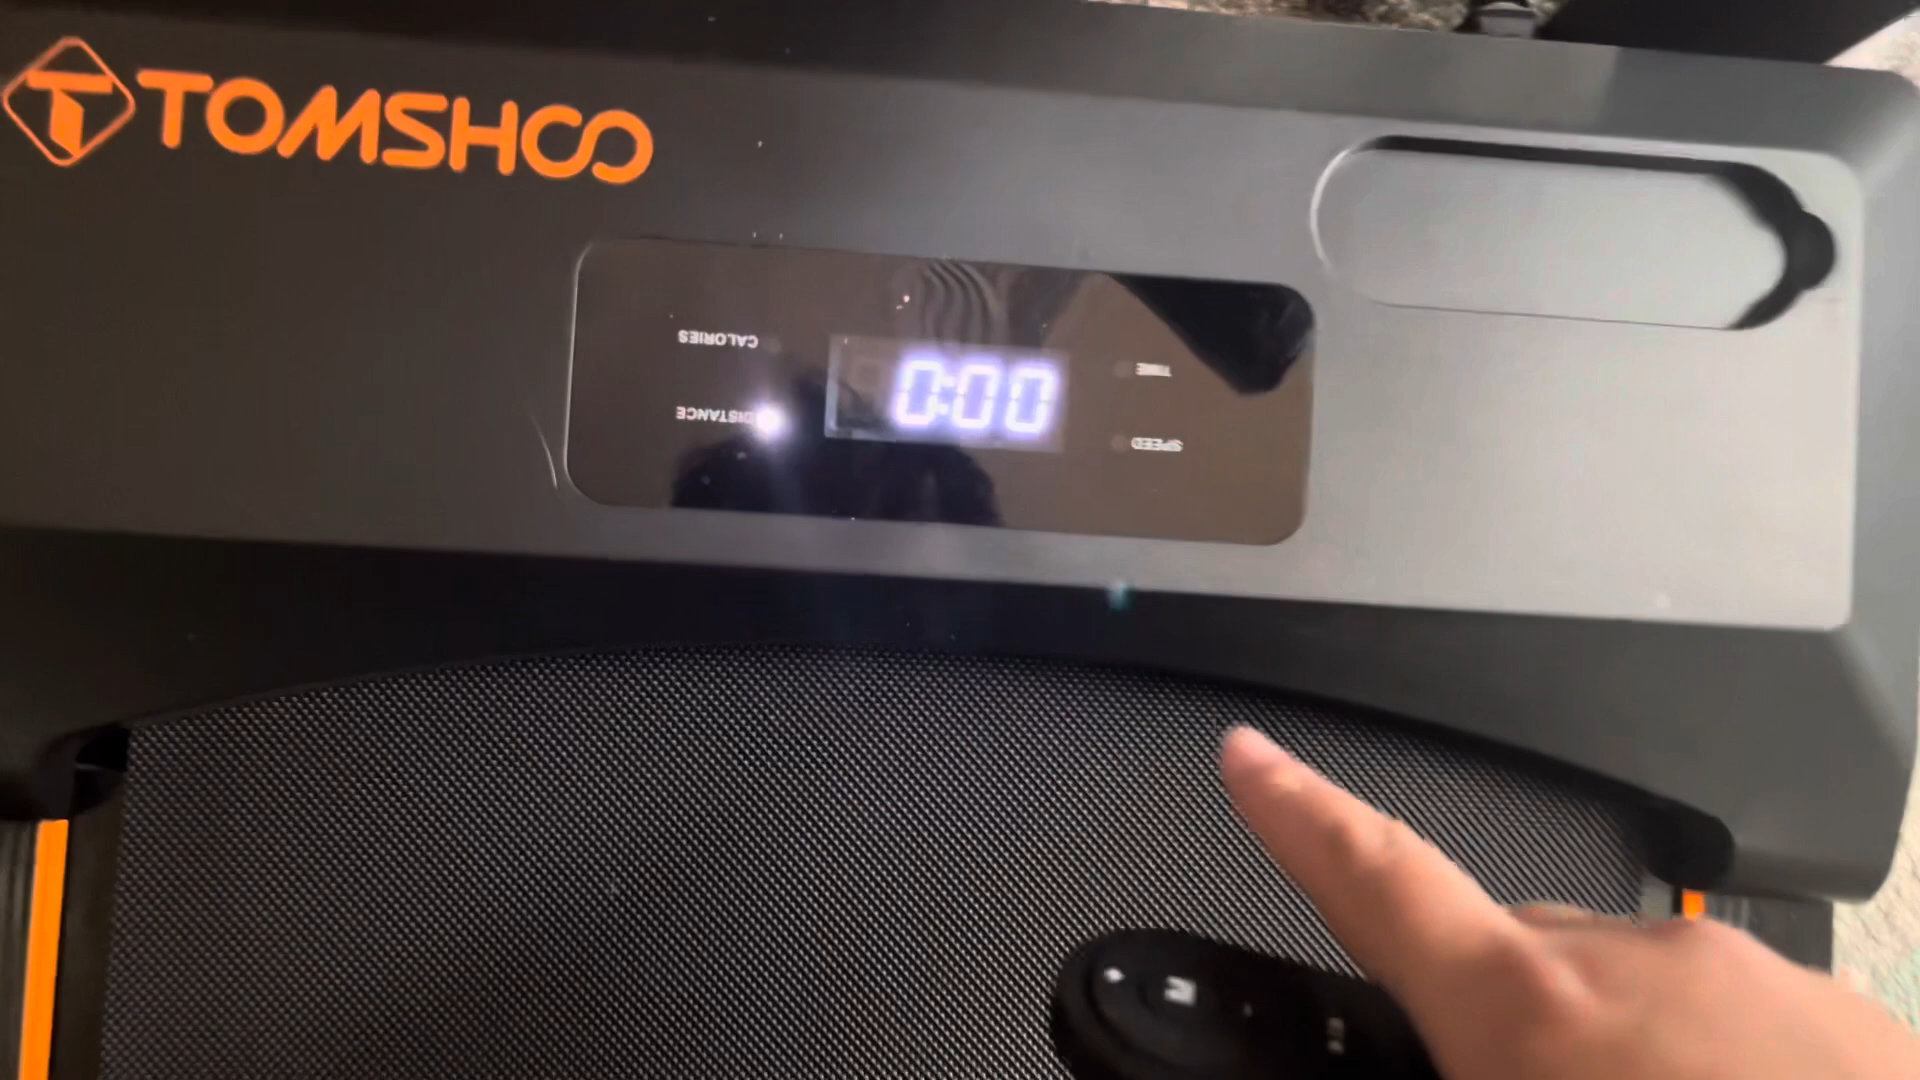 TOMSHOO
CALORIES
0:00
TIME
DISTANCE
SPEED